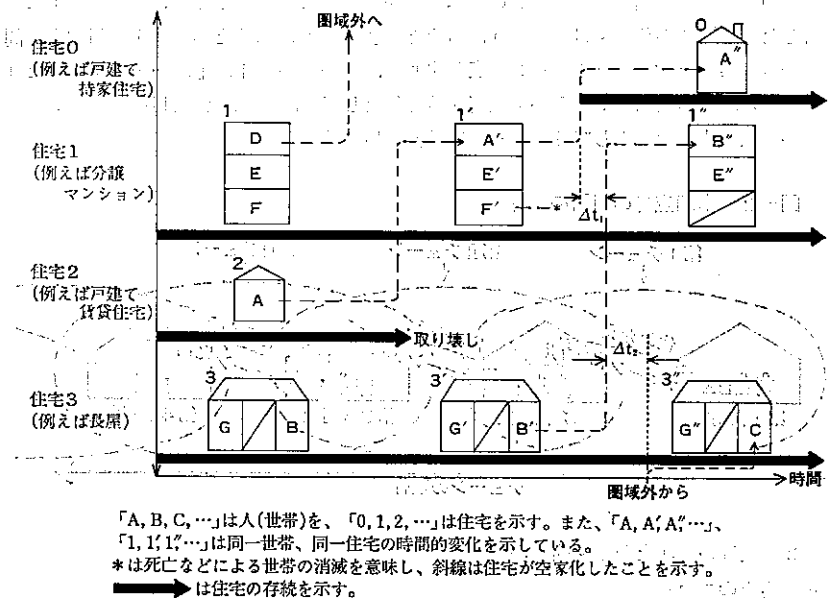 圏域外へ
住宅0
(例えば戸建て
持家住宅)
0
A″
住宅1
(例えば分譲
マンション)
1
D
E
F
1′
A′
E′
F′
*
1″
B″
E″
Δt₁
住宅2
(例えば戸建て
賃貸住宅)
2
A
取り壊し
Δt₂
住宅3
(例えば長屋)
3
G
B
3′
G′
B′
3″
G″
C
時間
圏域外から
「A, B, C, …」は人(世帯)を、「0, 1, 2, …」は住宅を示す。また、「A, A′, A″, …」、
「1, 1′, 1″, …」は同一世帯、同一住宅の時間的変化を示している。
*は死亡などによる世帯の消滅を意味し、斜線は住宅が空家化したことを示す。
は住宅の存続を示す。